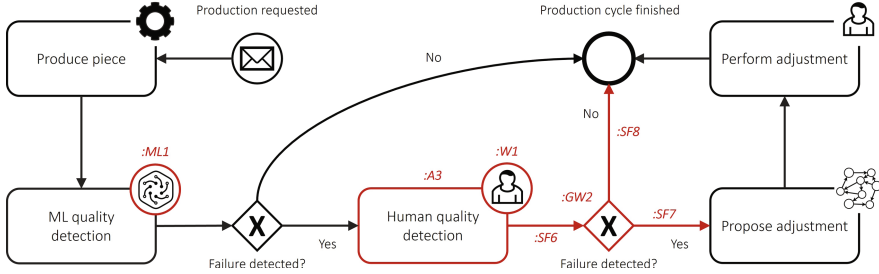 Production requested
Production cycle finished
Produce piece
Perform adjustment
No
No
:SF8
:ML1
:W1
:A3
:GW2
:SF7
ML quality
detection
X
Human quality
detection
X
Propose adjustment
Yes
:SF6
Yes
Failure detected?
Failure detected?